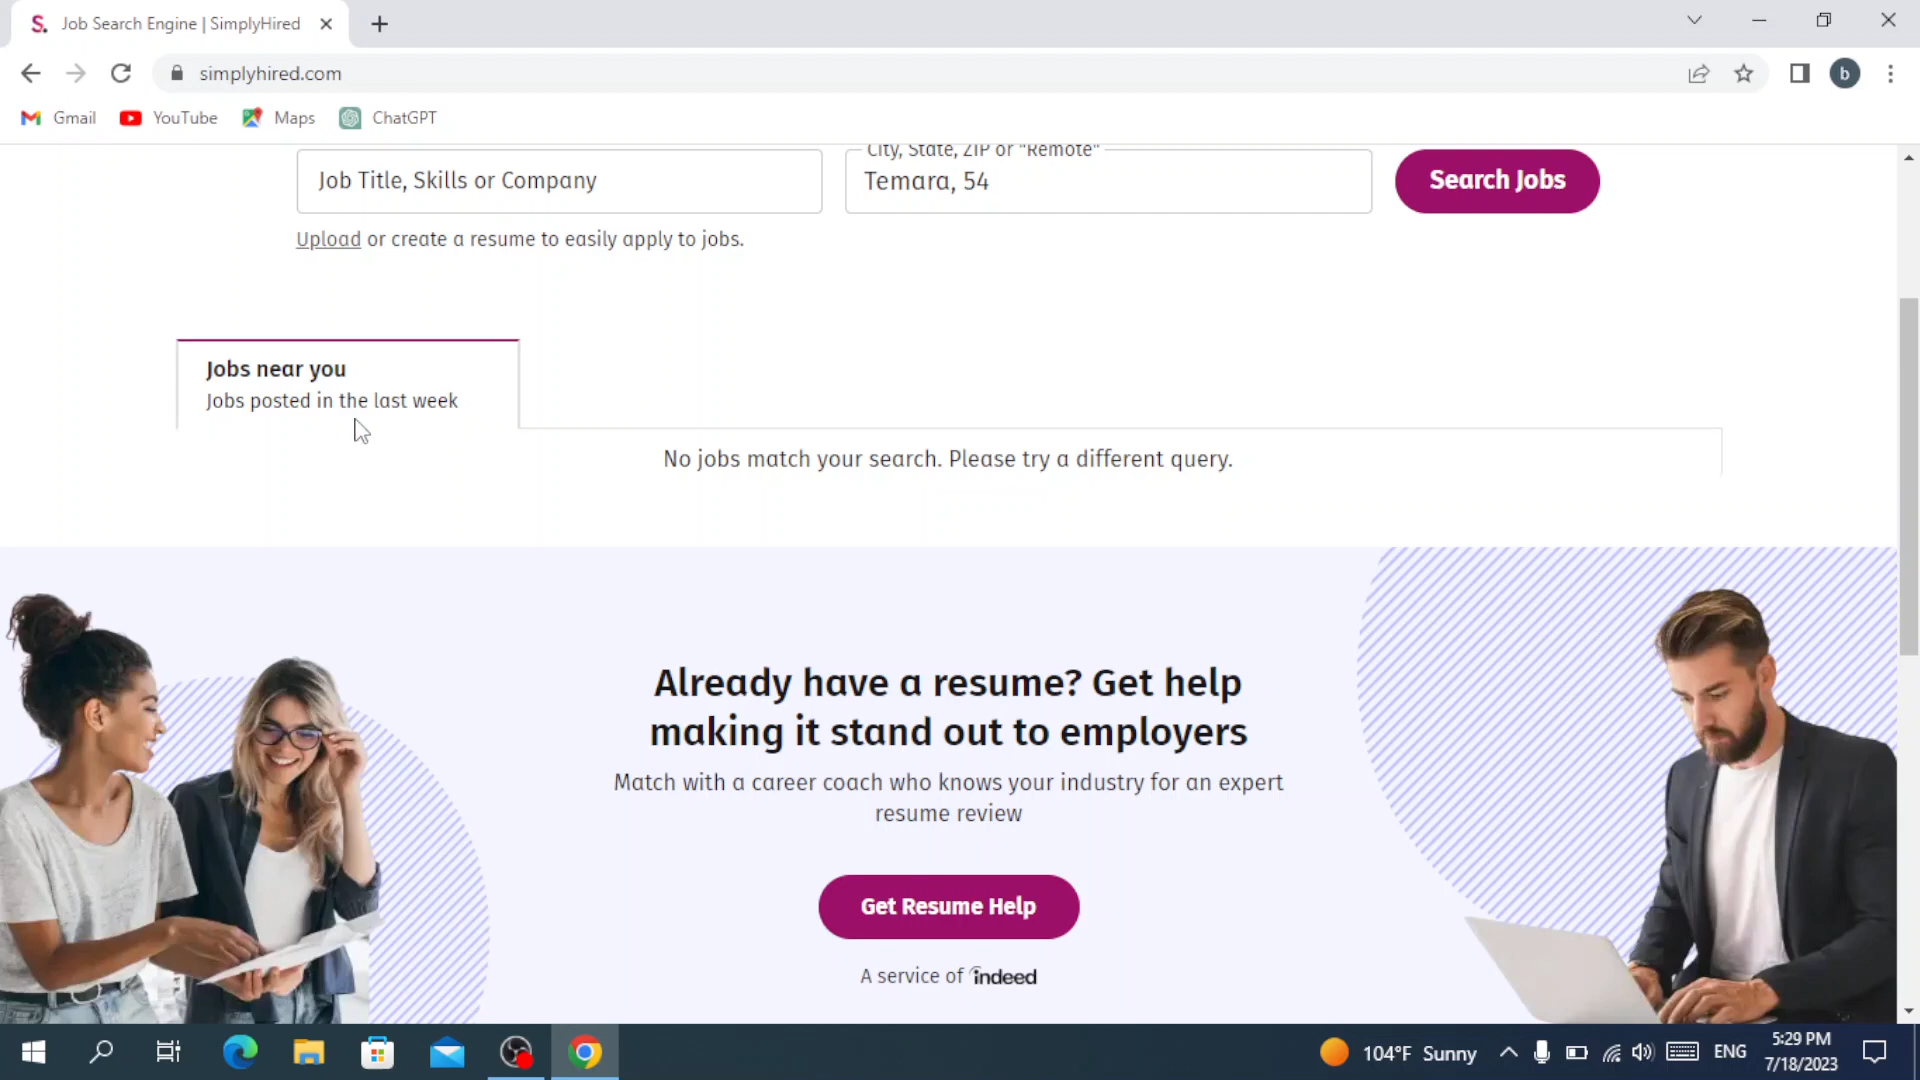 Job Search Engine | SimplyHired
simplyhired.com
b
Gmail
YouTube
Maps
ChatGPT
City, State, ZIP or "Remote"
Job Title, Skills or Company
Temara, 54
Search Jobs
Upload or create a resume to easily apply to jobs.
Jobs near you
Jobs posted in the last week
No jobs match your search. Please try a different query.
Already have a resume? Get help
making it stand out to employers
Match with a career coach who knows your industry for an expert
resume review
Get Resume Help
A service of indeed
104°F Sunny
ENG
5:29 PM
7/18/2023